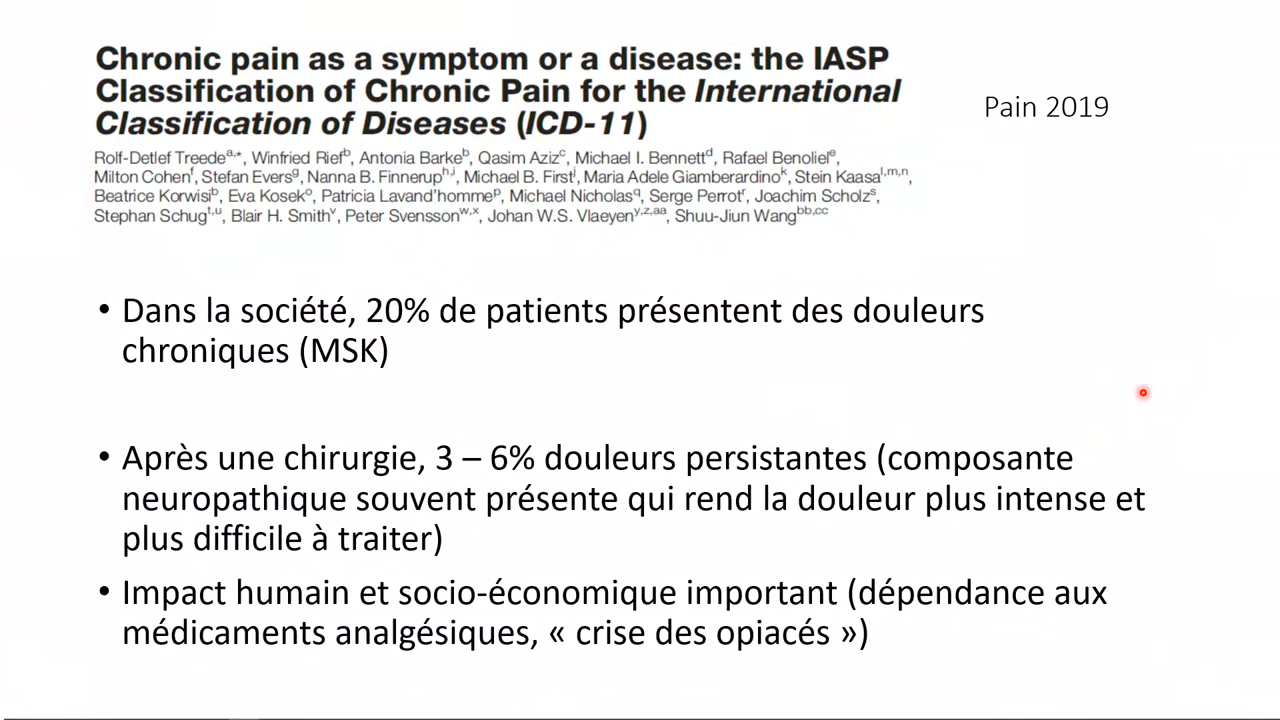 Chronic pain as a symptom or a disease: the IASP
Classification of Chronic Pain for the International
Classification of Diseases (ICD-11)
Pain 2019
Rolf-Detlef Treede a,*, Winfried Rief b, Antonia Barke b, Qasim Aziz c, Michael I. Bennett d, Rafael Benoliel e,
Milton Cohen f, Stefan Evers g, Nanna B. Finnerup h,i, Michael B. First j, Maria Adele Giamberardino k, Stein Kaasa l,m,n,
Beatrice Korwisi b, Eva Kosek o, Patricia Lavand'homme p, Michael Nicholas q, Serge Perrot r, Joachim Scholz s,
Stephan Schug t,u, Blair H. Smith v, Peter Svensson w,x, Johan W.S. Vlaeyen y,z,aa, Shuu-Jiun Wang bb,cc
• Dans la société, 20% de patients présentent des douleurs
chroniques (MSK)
• Après une chirurgie, 3 – 6% douleurs persistantes (composante
neuropathique souvent présente qui rend la douleur plus intense et
plus difficile à traiter)
• Impact humain et socio-économique important (dépendance aux
médicaments analgésiques, « crise des opiacés »)